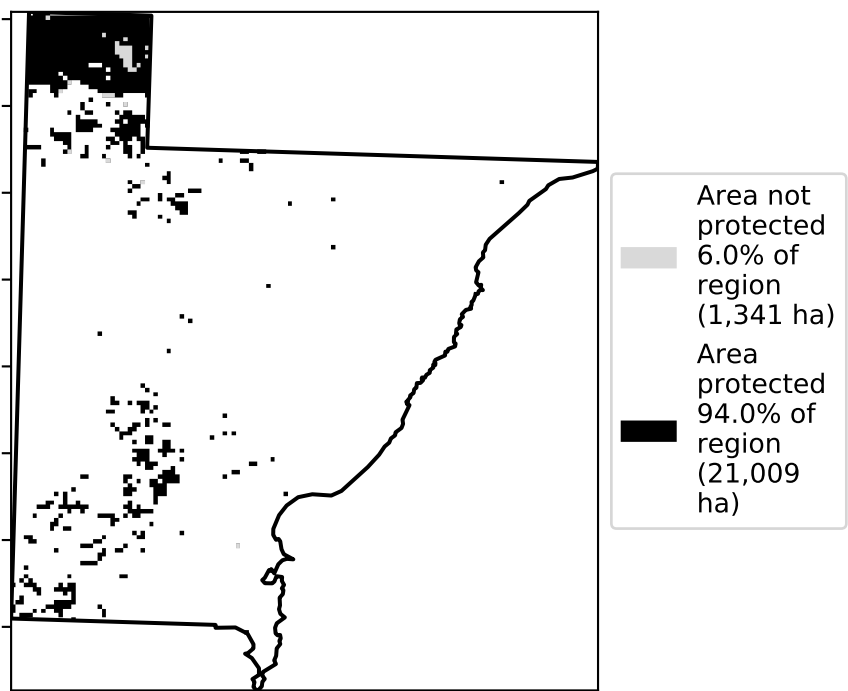 Area not
protected
6.0% of
region
(1,341 ha)
Area
protected
94.0% of
region
(21,009
ha)